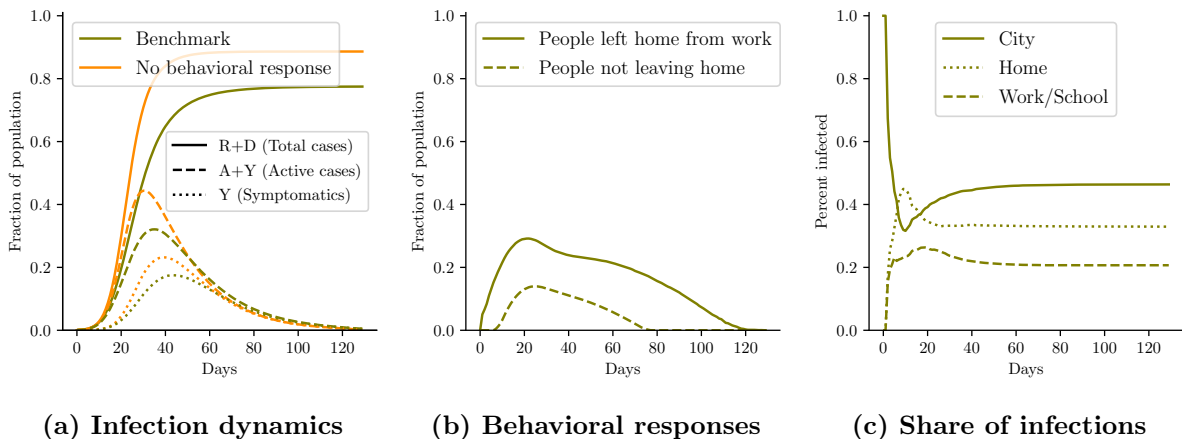 1.0
0.8
0.6
0.4
0.2
0.0
Fraction of population
Benchmark
No behavioral response
R+D (Total cases)
A+Y (Active cases)
Y (Symptomatics)
0 20 40 60 80 100 120
Days
(a) Infection dynamics
1.0
0.8
0.6
0.4
0.2
0.0
Fraction of population
People left home from work
People not leaving home
0 20 40 60 80 100 120
Days
(b) Behavioral responses
1.0
0.8
0.6
0.4
0.2
0.0
Percent infected
City
Home
Work/School
0 20 40 60 80 100 120
Days
(c) Share of infections